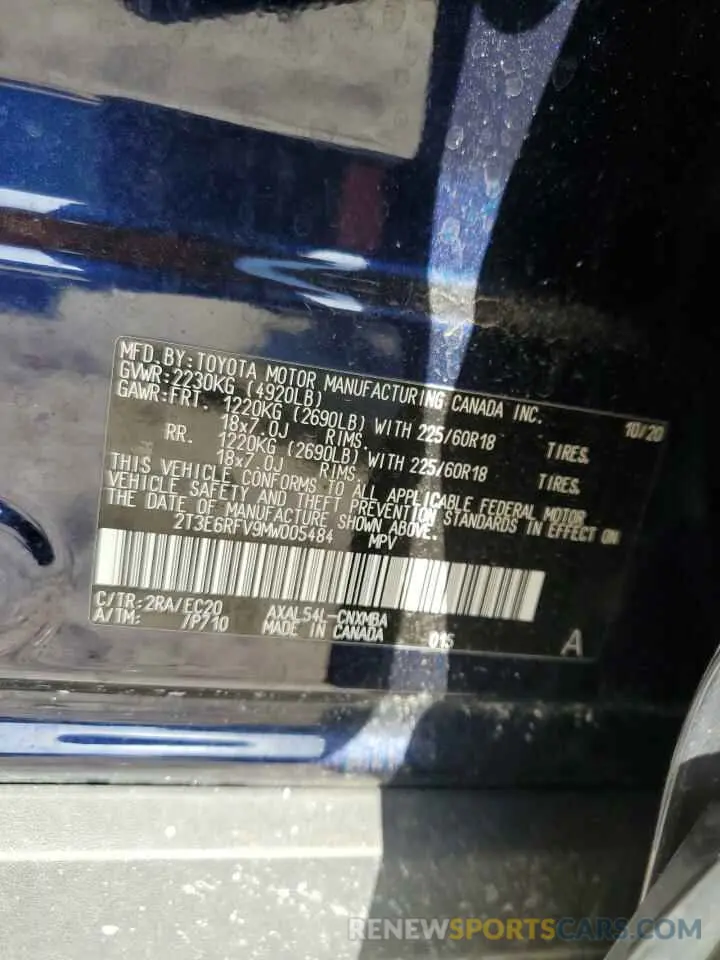 MFD.BY:TOYOTA MOTOR MANUFACTURING CANADA INC. 10/20
GVWR:2230KG (4920LB)
GAWR:FRT. 1220KG (2690LB) WITH 225/60R18 TIRES
18x7.0J RIMS,
RR. 1220KG (2690LB) WITH 225/60R18 TIRES
18x7.0J RIMS,
THIS VEHICLE CONFORMS TO ALL APPLICABLE FEDERAL MOTOR
VEHICLE SAFETY AND THEFT PREVENTION STANDARDS IN EFFECT ON
THE DATE OF MANUFACTURE SHOWN ABOVE.
2T3E6RFV9MW005484 MPV
C/TR:2RA/EC20 AXAL54L-CNXMBA
A/TM: /P710 MADE IN CANADA 015 A
RENEWSPORTSCARS.COM